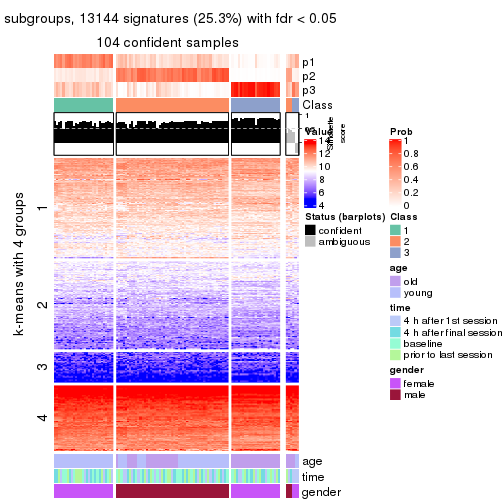 subgroups, 13144 signatures (25.3%) with fdr < 0.05
104 confident samples
p1
p2
p3
Class
1
score
Value
14
12
10
8
6
4
Prob
1
0.8
0.6
0.4
0.2
0
Status (barplots)
confident
ambiguous
Class
1
2
3
age
old
young
time
4 h after 1st session
4 h after final session
baseline
prior to last session
gender
female
male
k-means with 4 groups
1
2
3
4
age
time
gender